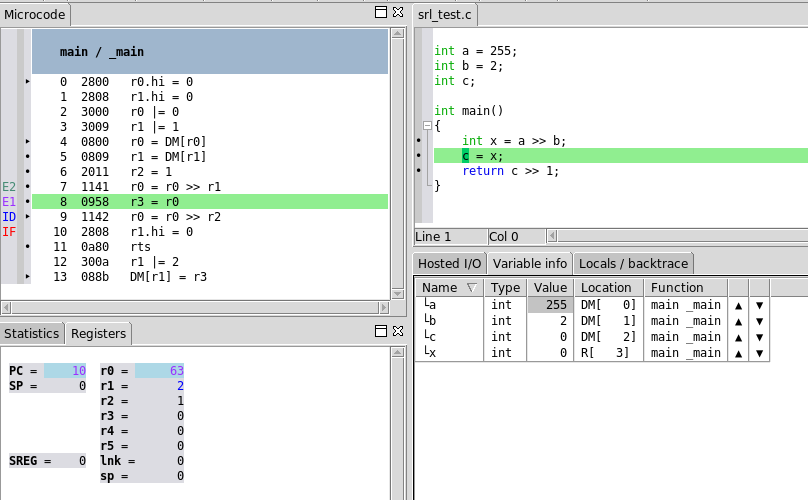 Microcode
main / _main
0 2800 r0.hi = 0
1 2808 r1.hi = 0
2 3000 r0 |= 0
3 3009 r1 |= 1
4 0800 r0 = DM[r0]
5 0809 r1 = DM[r1]
6 2011 r2 = 1
E2 7 1141 r0 = r0 >> r1
E1 8 0958 r3 = r0
ID 9 1142 r0 = r0 >> r2
IF 10 2808 r1.hi = 0
11 0a80 rts
12 300a r1 |= 2
13 088b DM[r1] = r3
Statistics Registers
PC = 10 r0 = 63
SP = 0 r1 = 2
r2 = 1
r3 = 0
r4 = 0
r5 = 0
SREG = 0 lnk = 0
sp = 0
srl_test.c
int a = 255;
int b = 2;
int c;
int main()
{
int x = a >> b;
c = x;
return c >> 1;
}
Line 1 Col 0
Hosted I/O Variable info Locals / backtrace
Name Type Value Location Function
a int 255 DM[ 0] main _main
b int 2 DM[ 1] main _main
c int 0 DM[ 2] main _main
x int 0 R[ 3] main _main